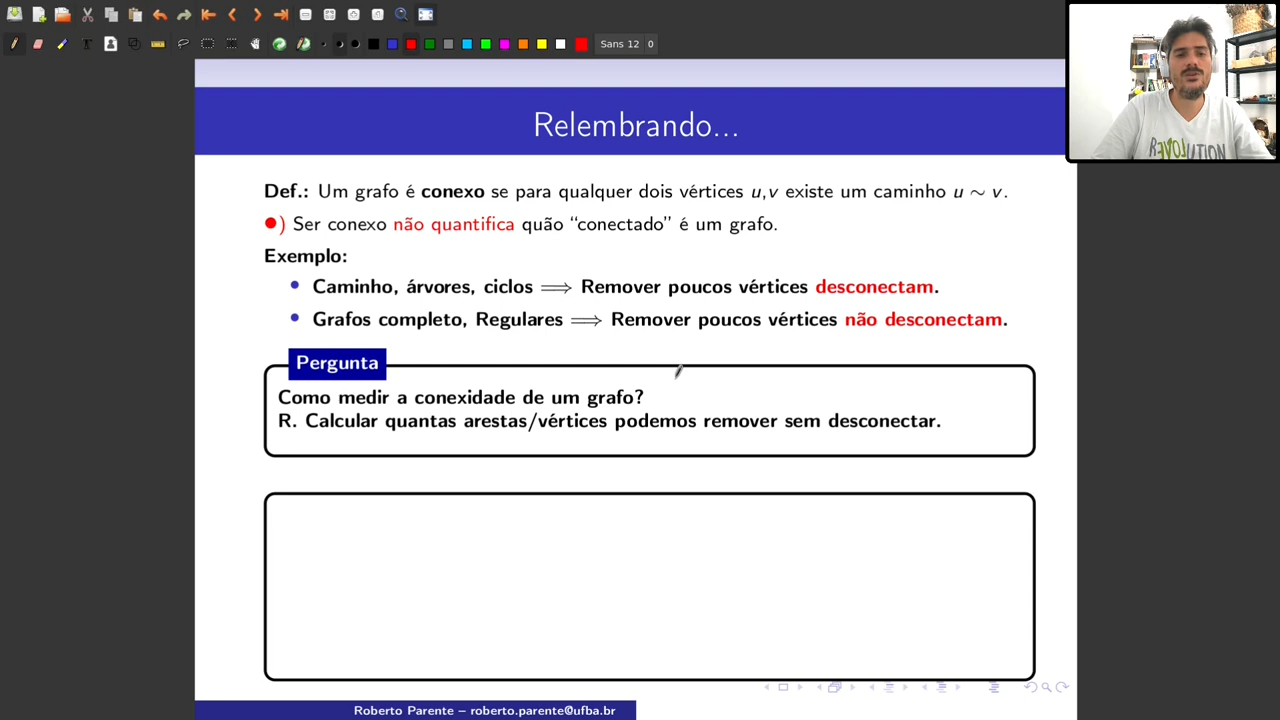 Sans 12 0
Relembrando...
Def.: Um grafo é conexo se para qualquer dois vértices u,v existe um caminho u ∼ v.
●) Ser conexo não quantifica quão “conectado” é um grafo.
Exemplo:
• Caminho, árvores, ciclos ⟹ Remover poucos vértices desconectam.
• Grafos completo, Regulares ⟹ Remover poucos vértices não desconectam.
Pergunta
Como medir a conexidade de um grafo?
R. Calcular quantas arestas/vértices podemos remover sem desconectar.
Roberto Parente – roberto.parente@ufba.br